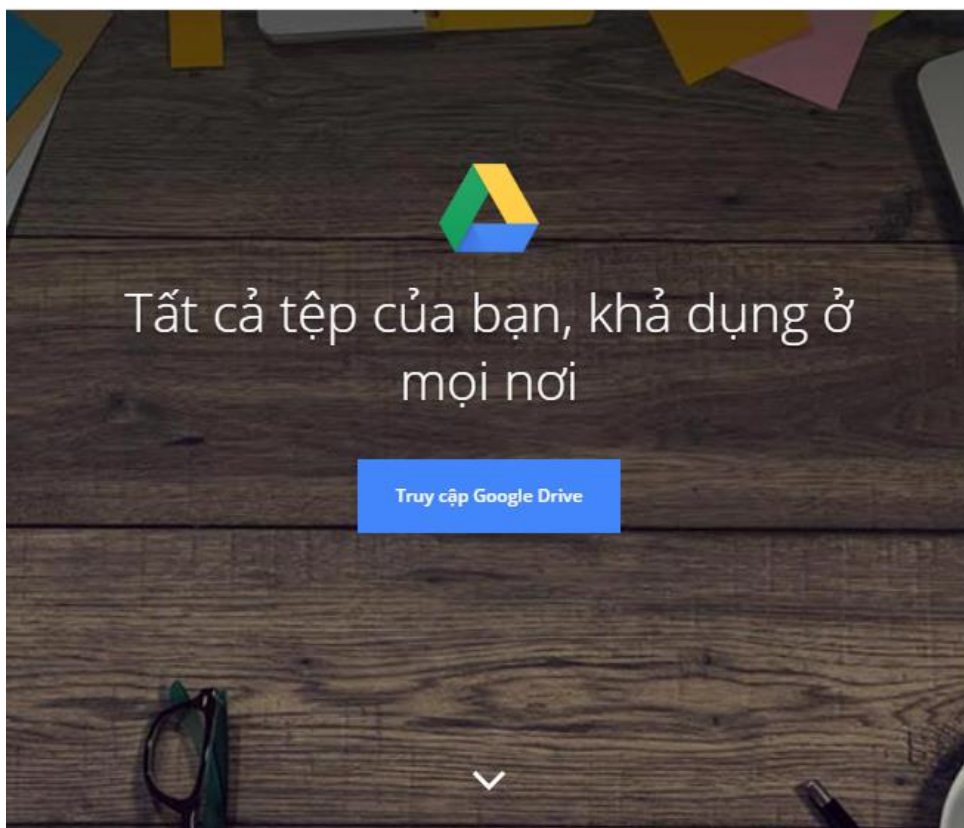 Tất cả tệp của bạn, khả dụng ở
mọi nơi
Truy cập Google Drive